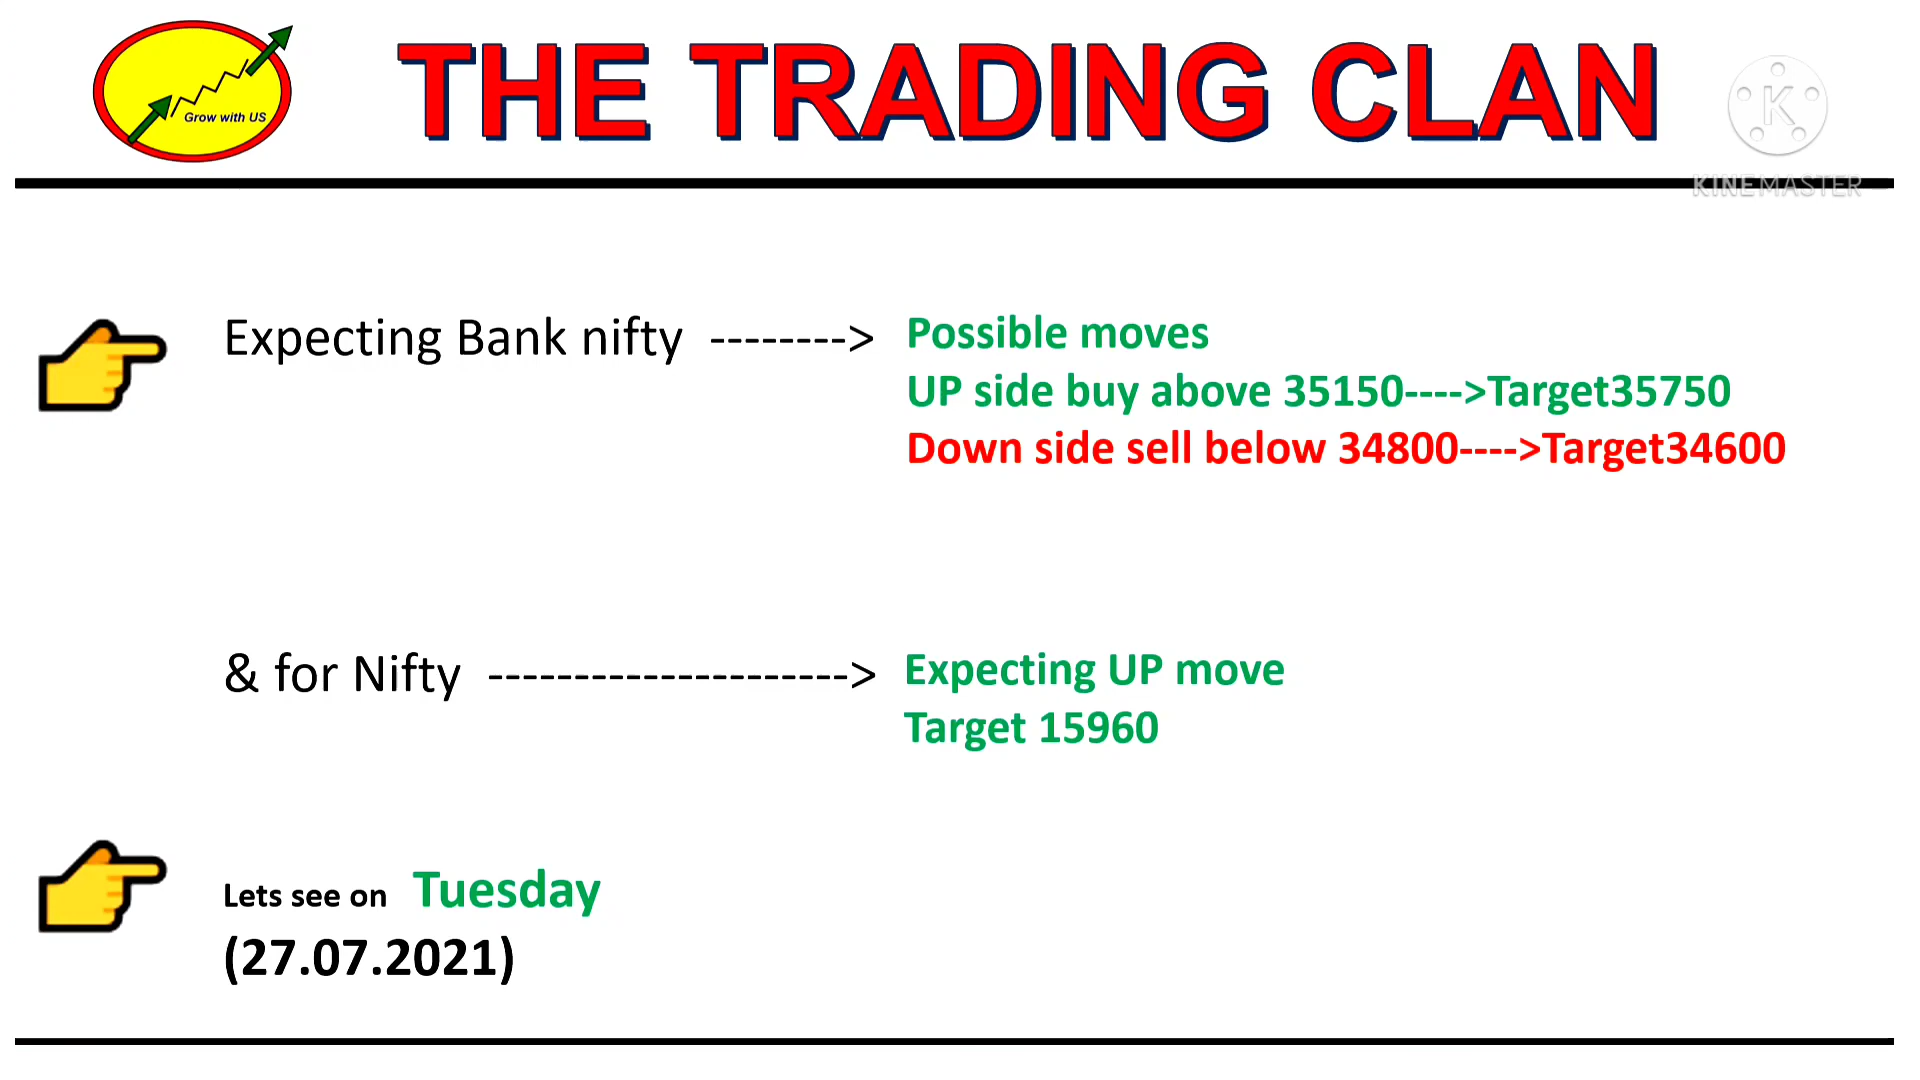 Grow with US
THE TRADING CLAN
K
KINEMASTER
Expecting Bank nifty --------> Possible moves
UP side buy above 35150---->Target35750
Down side sell below 34800---->Target34600
& for Nifty ---------------------> Expecting UP move
Target 15960
Lets see on Tuesday
(27.07.2021)